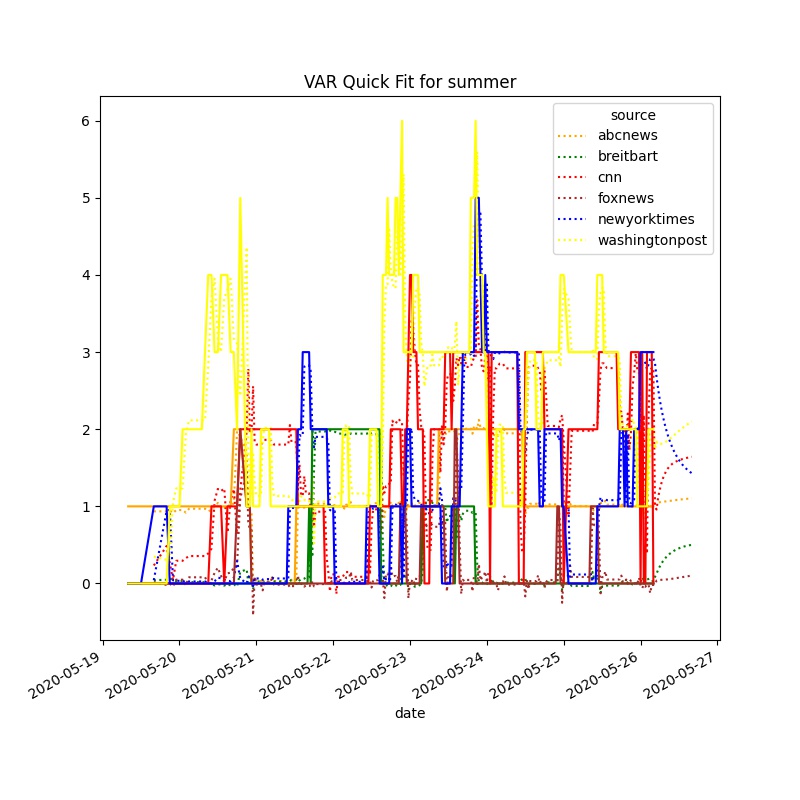 VAR Quick Fit for summer
source
abcnews
breitbart
cnn
foxnews
newyorktimes
washingtonpost
6
5
4
3
2
1
0
2020-05-19
2020-05-20
2020-05-21
2020-05-22
2020-05-23
2020-05-24
2020-05-25
2020-05-26
2020-05-27
date